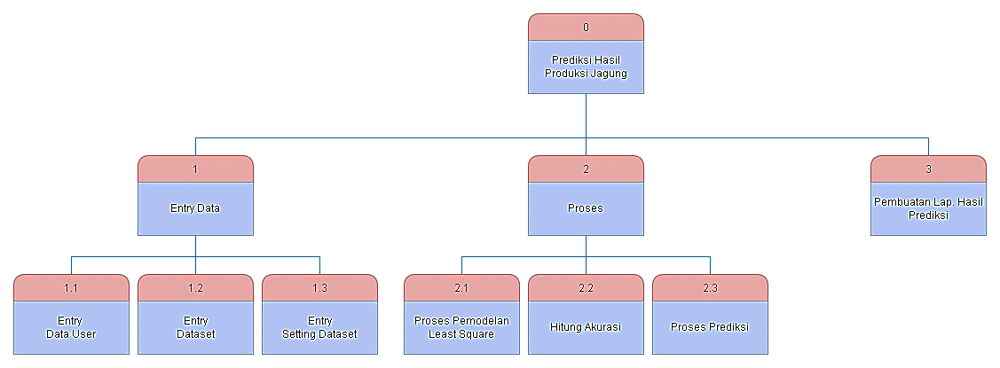 0
Prediksi Hasil
Produksi Jagung
1
Entry Data
2
Proses
3
Pembuatan Lap. Hasil
Prediksi
1.1
Entry
Data User
1.2
Entry
Dataset
1.3
Entry
Setting Dataset
2.1
Proses Pemodelan
Least Square
2.2
Hitung Akurasi
2.3
Proses Prediksi